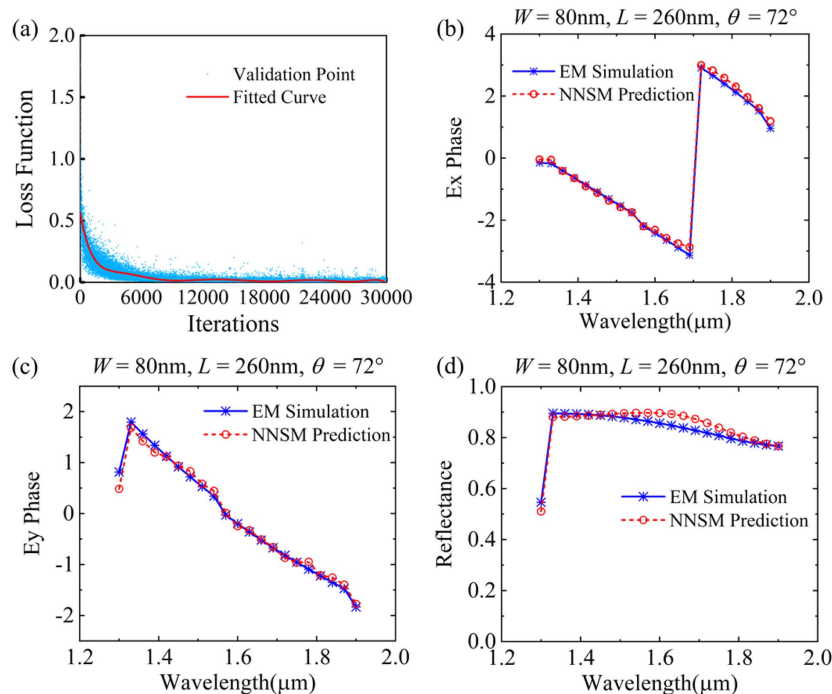 (a)
2.0
1.5
1.0
0.5
0.0
Loss Function
Validation Point
Fitted Curve
0 6000 12000 18000 24000 30000
Iterations
(b)
W = 80nm, L = 260nm, θ = 72°
EM Simulation
NNSM Prediction
Ex Phase
3
0
-2
-4
1.2 1.4 1.6 1.8 2.0
Wavelength(μm)
(c)
W = 80nm, L = 260nm, θ = 72°
EM Simulation
NNSM Prediction
Ey Phase
2
1
0
-1
-2
1.2 1.4 1.6 1.8 2.0
Wavelength(μm)
(d)
W = 80nm, L = 260nm, θ = 72°
1.0
0.9
0.8
0.6
0.4
0.2
0.0
Reflectance
EM Simulation
NNSM Prediction
1.2 1.4 1.6 1.8 2.0
Wavelength(μm)